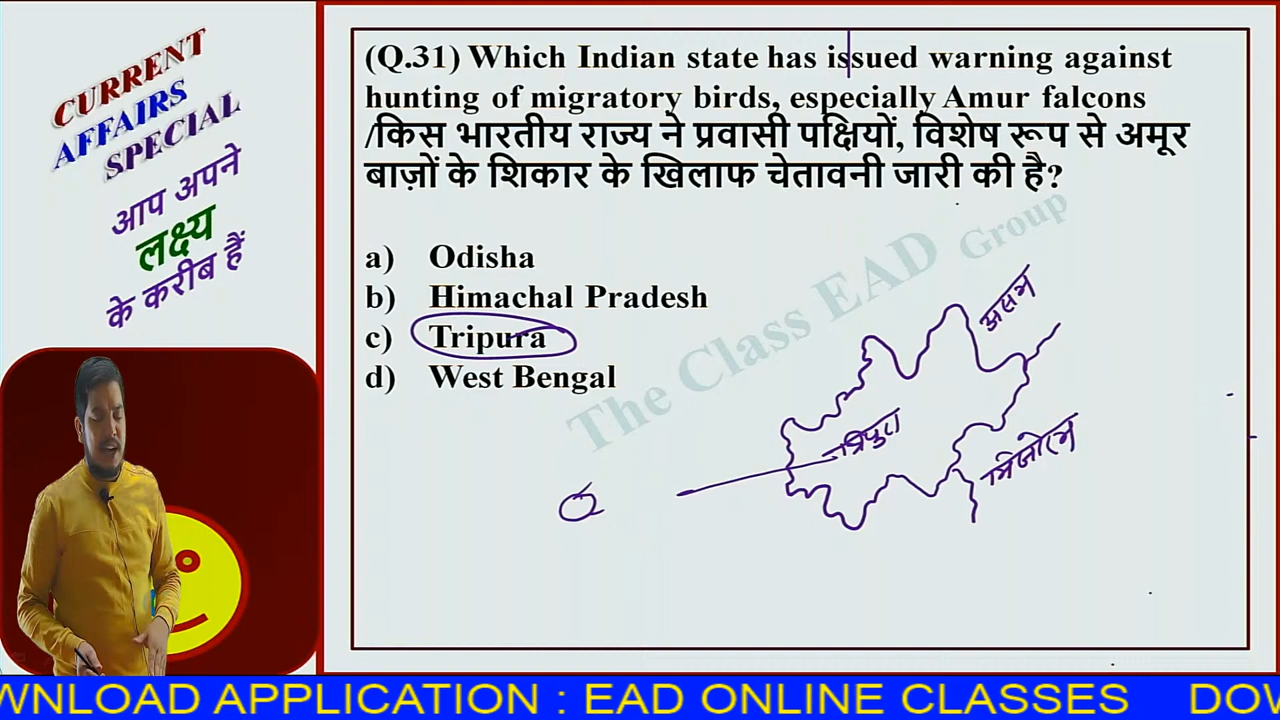 CURRENT
AFFAIRS
SPECIAL
आप अपने
लक्ष्य
के करीब हैं
(Q.31) Which Indian state has issued warning against
hunting of migratory birds, especially Amur falcons
/किस भारतीय राज्य ने प्रवासी पक्षियों, विशेष रूप से अमूर
बाज़ों के शिकार के खिलाफ चेतावनी जारी की है?
a) Odisha
b) Himachal Pradesh
c) Tripura
d) West Bengal
The Class EAD Group
असम
त्रिपुरा
मिजोरम
WNLOAD APPLICATION : EAD ONLINE CLASSES DOW